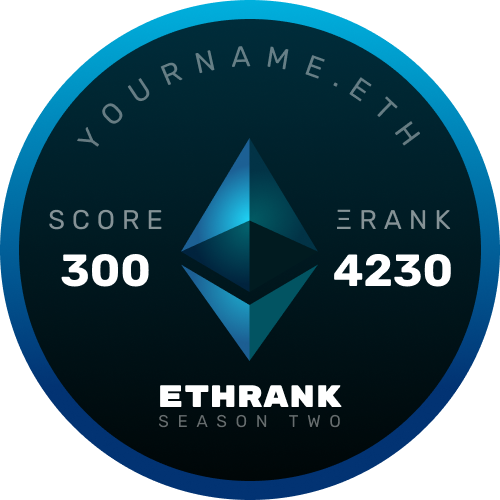 YOURNAME.ETH
SCORE
300
ΞRANK
4230
ETHRANK
SEASON TWO